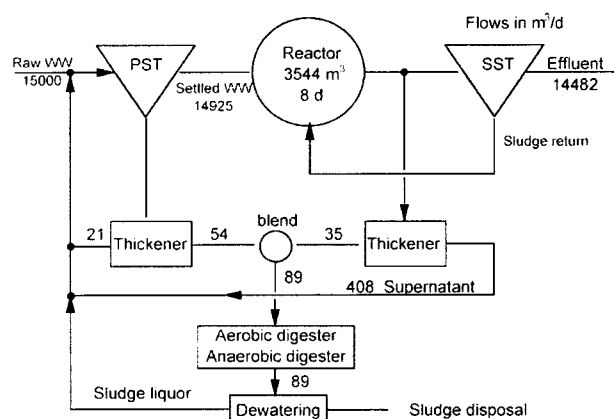 Flows in m³/d
Raw WW
15000
PST
Settled WW
14925
Reactor
3544 m³
8 d
SST
Effluent
14482
Sludge return
21
Thickener
54
blend
35
Thickener
89
408 Supernatant
Aerobic digester
Anaerobic digester
89
Sludge liquor
Dewatering
Sludge disposal